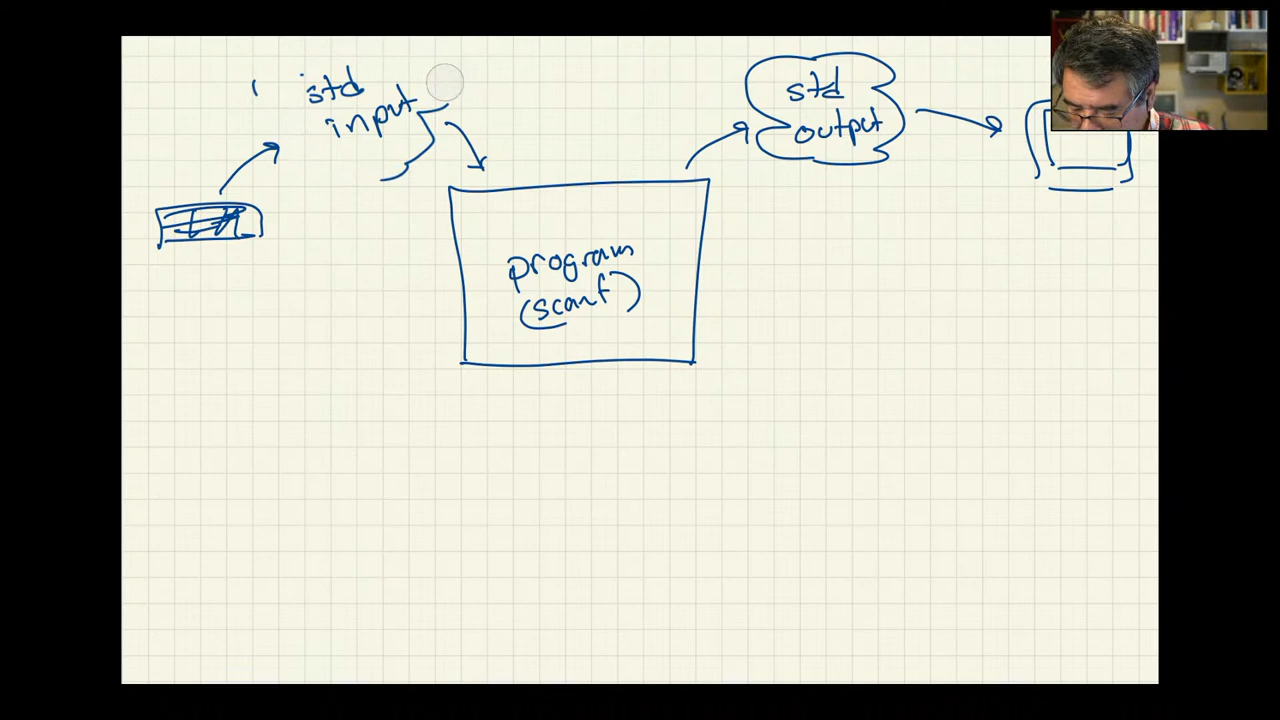 std
input
std
output
program
(scanf)